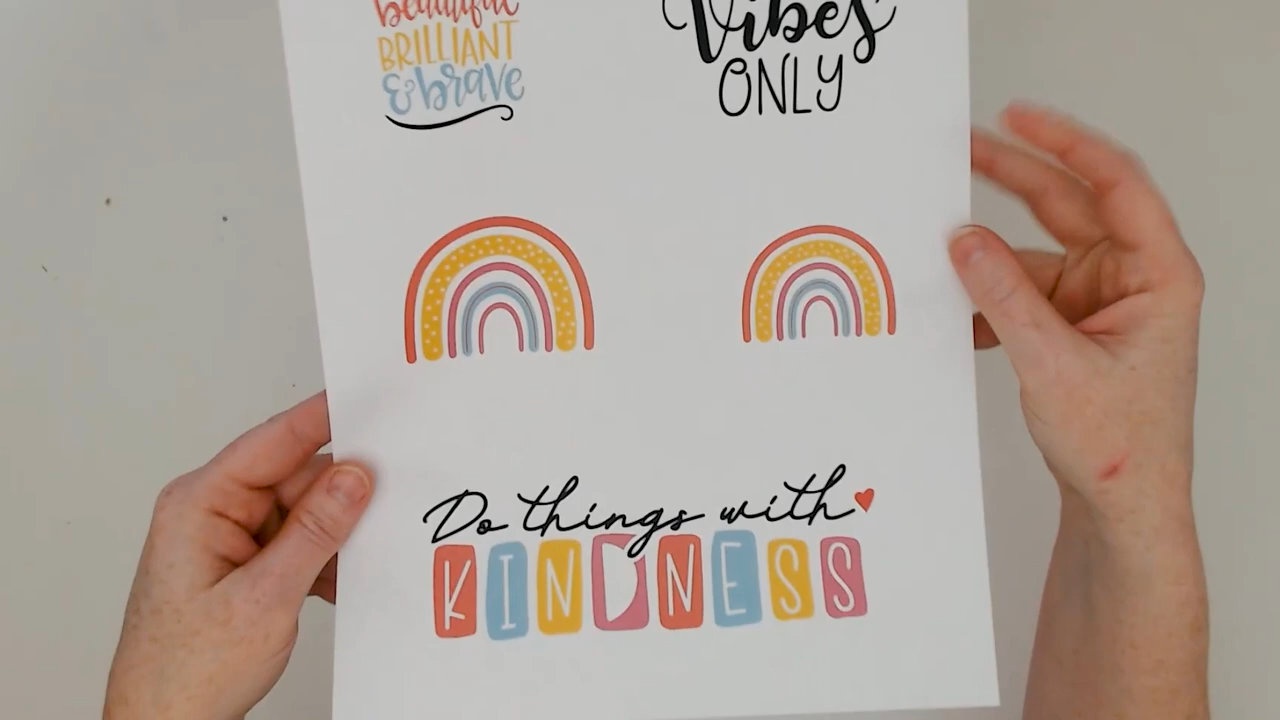 beautiful
BRILLIANT
& brave
Vibes
ONLY
Do things with
KINDNESS